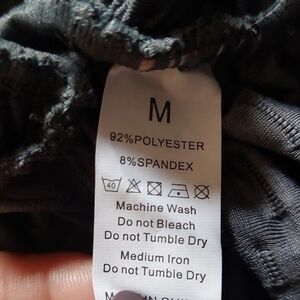 M
92%POLYESTER
8%SPANDEX
40
Machine Wash
Do not Bleach
Do not Tumble Dry
Medium Iron
Do not Tumble Dry